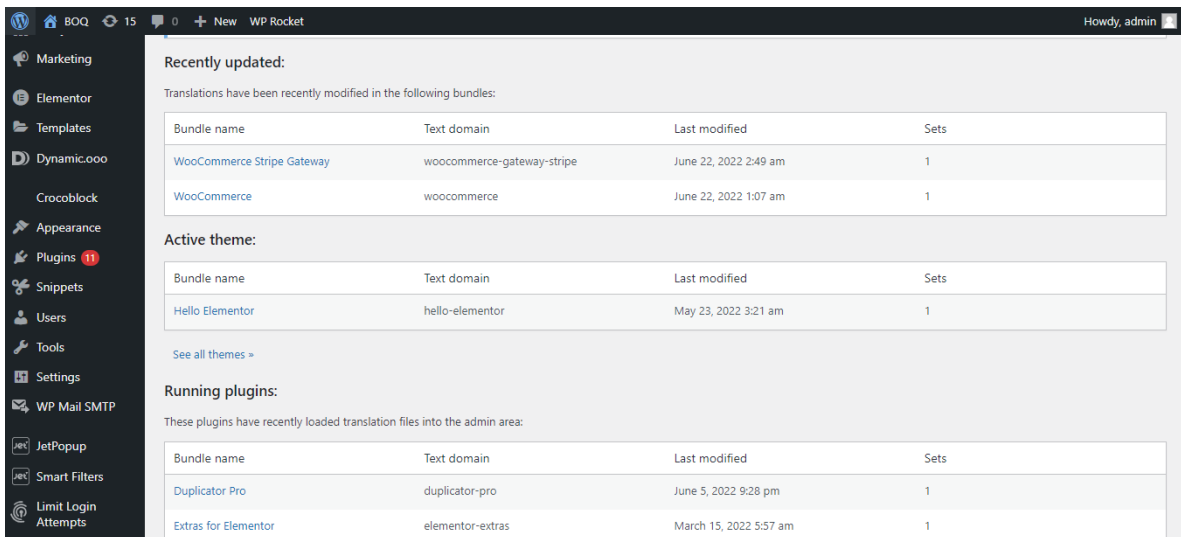 BOQ 15 0 New WP Rocket Howdy, admin
Marketing
Elementor
Templates
Dynamic.ooo
Crocoblock
Appearance
Plugins 11
Snippets
Users
Tools
Settings
WP Mail SMTP
JetPopup
Smart Filters
Limit Login
Attempts
Recently updated:
Translations have been recently modified in the following bundles:
Bundle name Text domain Last modified Sets
WooCommerce Stripe Gateway woocommerce-gateway-stripe June 22, 2022 2:49 am 1
WooCommerce woocommerce June 22, 2022 1:07 am 1
Active theme:
Bundle name Text domain Last modified Sets
Hello Elementor hello-elementor May 23, 2022 3:21 am 1
See all themes »
Running plugins:
These plugins have recently loaded translation files into the admin area:
Bundle name Text domain Last modified Sets
Duplicator Pro duplicator-pro June 5, 2022 9:28 pm 1
Extras for Elementor elementor-extras March 15, 2022 5:57 am 1